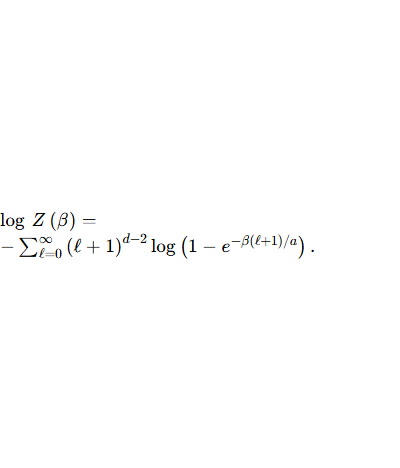 log Z (β) =
− ∑_{ℓ=0}^{∞} (ℓ + 1)^{d−2} log (1 − e^{−β(ℓ+1)/a}) .